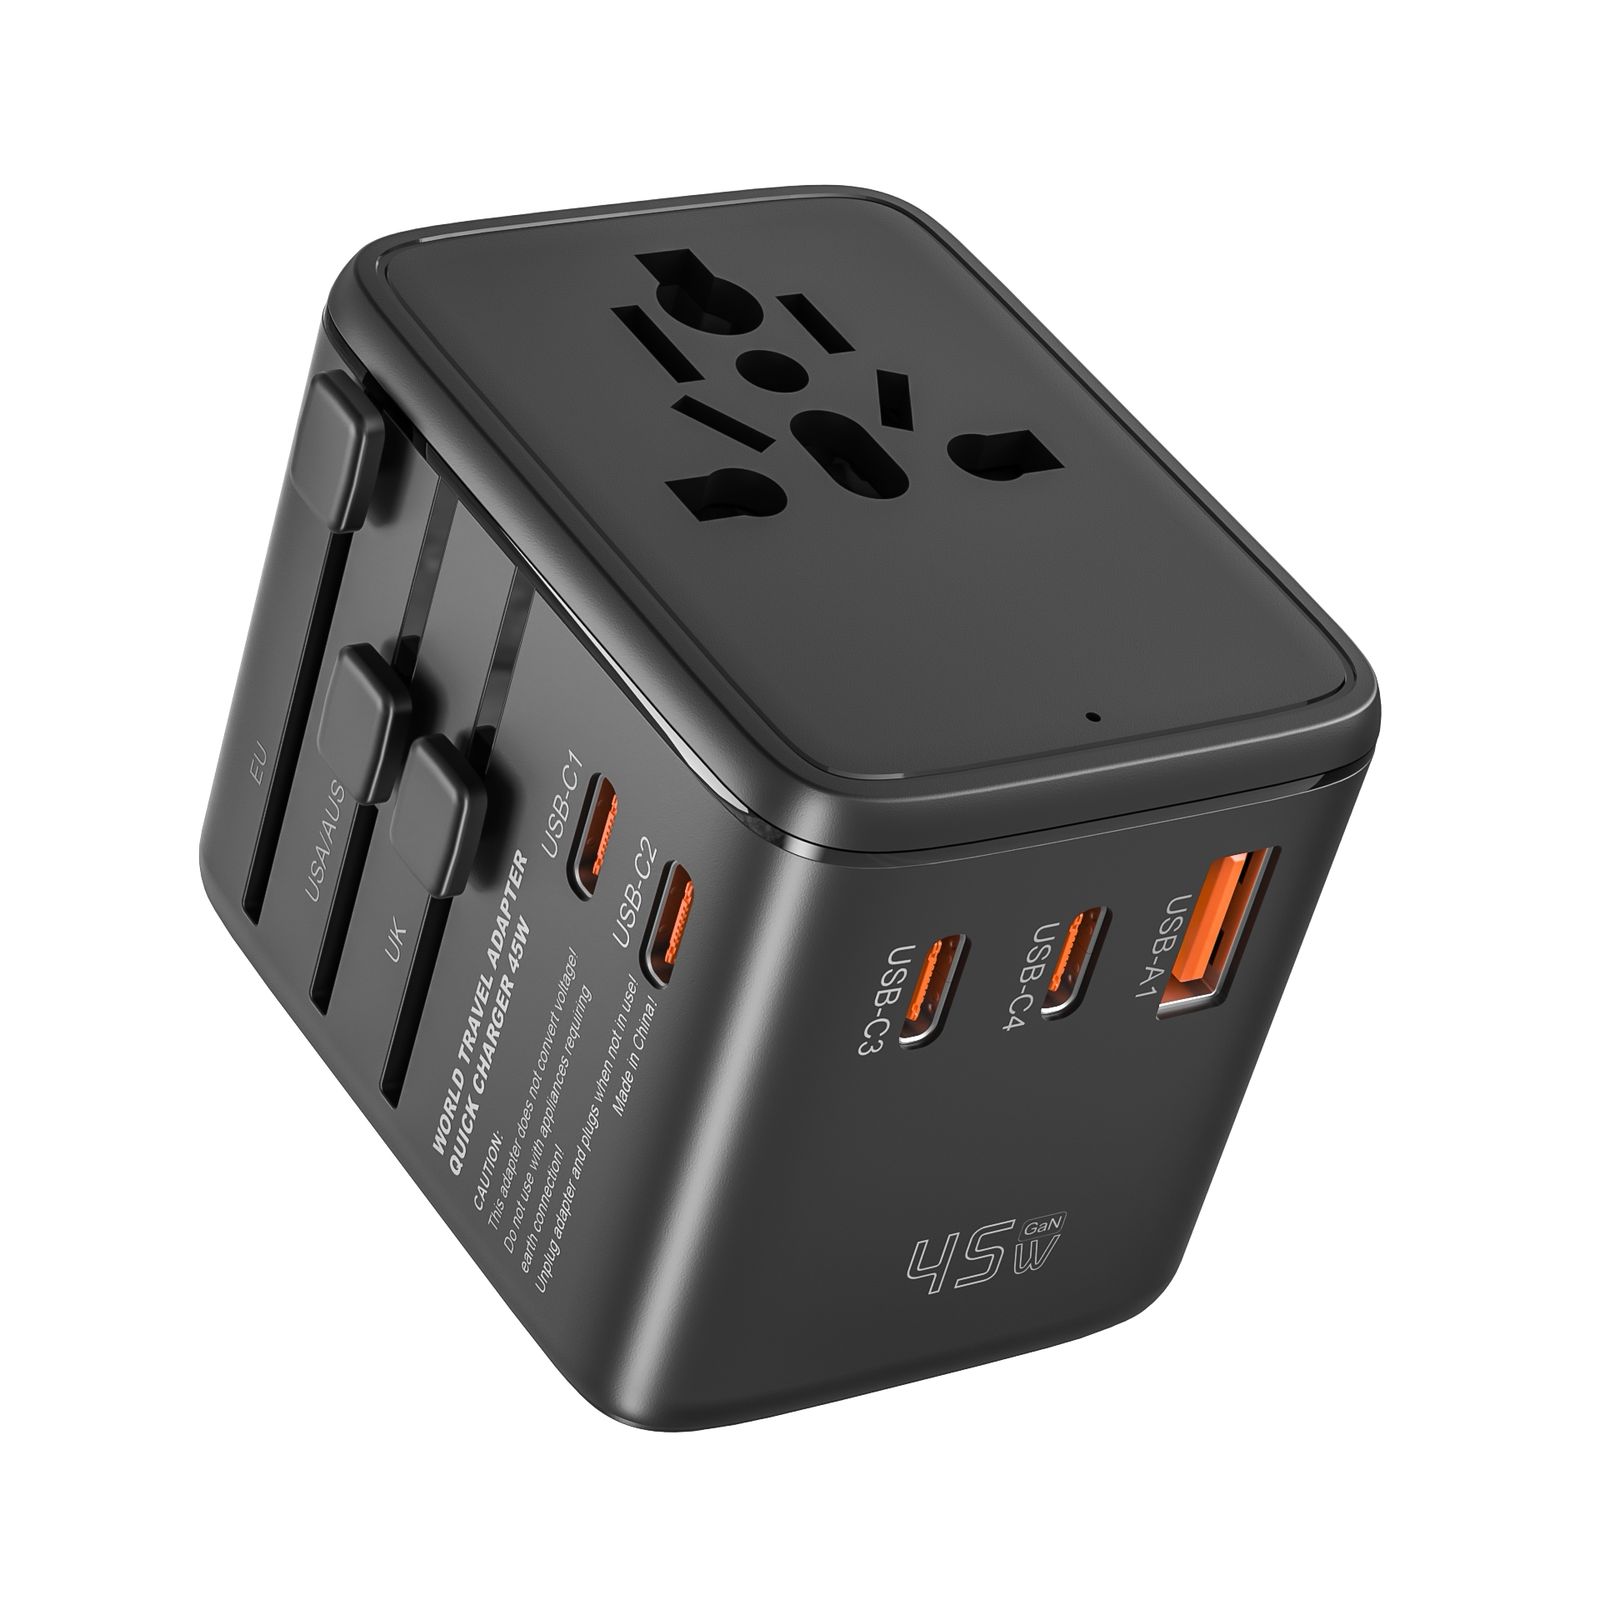 EU
USA/AUS
UK
USB-C1
USB-C2
WORLD TRAVEL ADAPTER
QUICK CHARGER 45W
CAUTION:
This adapter does not convert voltage!
Do not use with appliances requiring
earth connection!
Unplug adapter and plugs when not in use!
Made in China!
USB-C3
USB-C4
USB-A1
45W
GaN